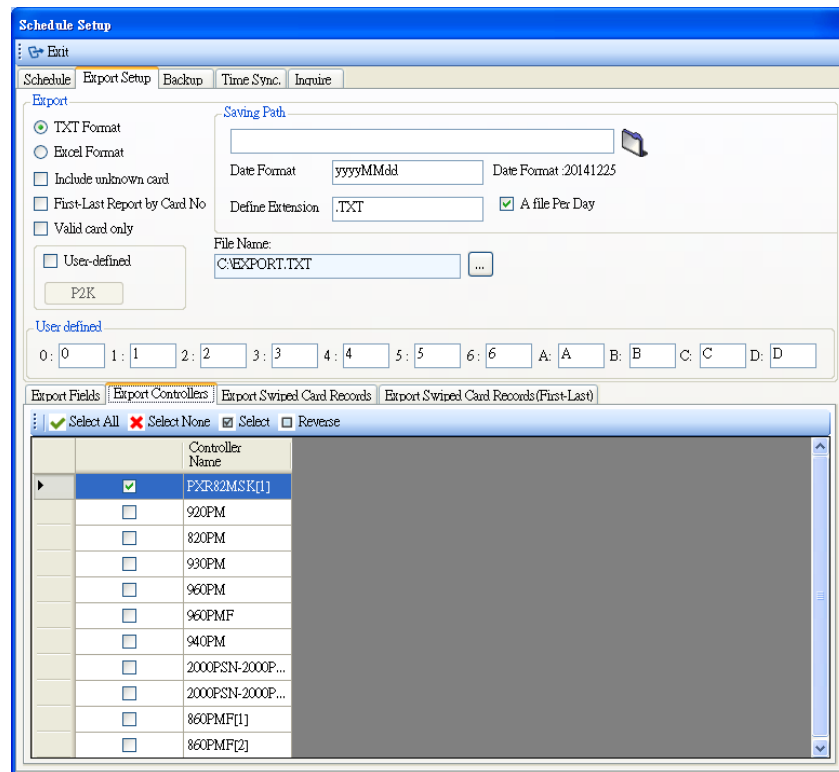 Schedule Setup
Exit
Schedule Export Setup Backup Time Sync. Inquire
Export
TXT Format
Excel Format
Include unknown card
First-Last Report by Card No
Valid card only
User-defined
P2K
Saving Path
Date Format yyyyMMdd Date Format :20141225
Define Extension .TXT A file Per Day
File Name:
C:\EXPORT.TXT ...
User defined
0: 0 1: 1 2: 2 3: 3 4: 4 5: 5 6: 6 A: A B: B C: C D: D
Export Fields Export Controllers Export Swiped Card Records Export Swiped Card Records(First-Last)
Select All Select None Select Reverse
Controller
Name
PXR82MSK[1]
920PM
820PM
930PM
960PM
960PMF
940PM
2000PSN-2000P...
2000PSN-2000P...
860PMF[1]
860PMF[2]